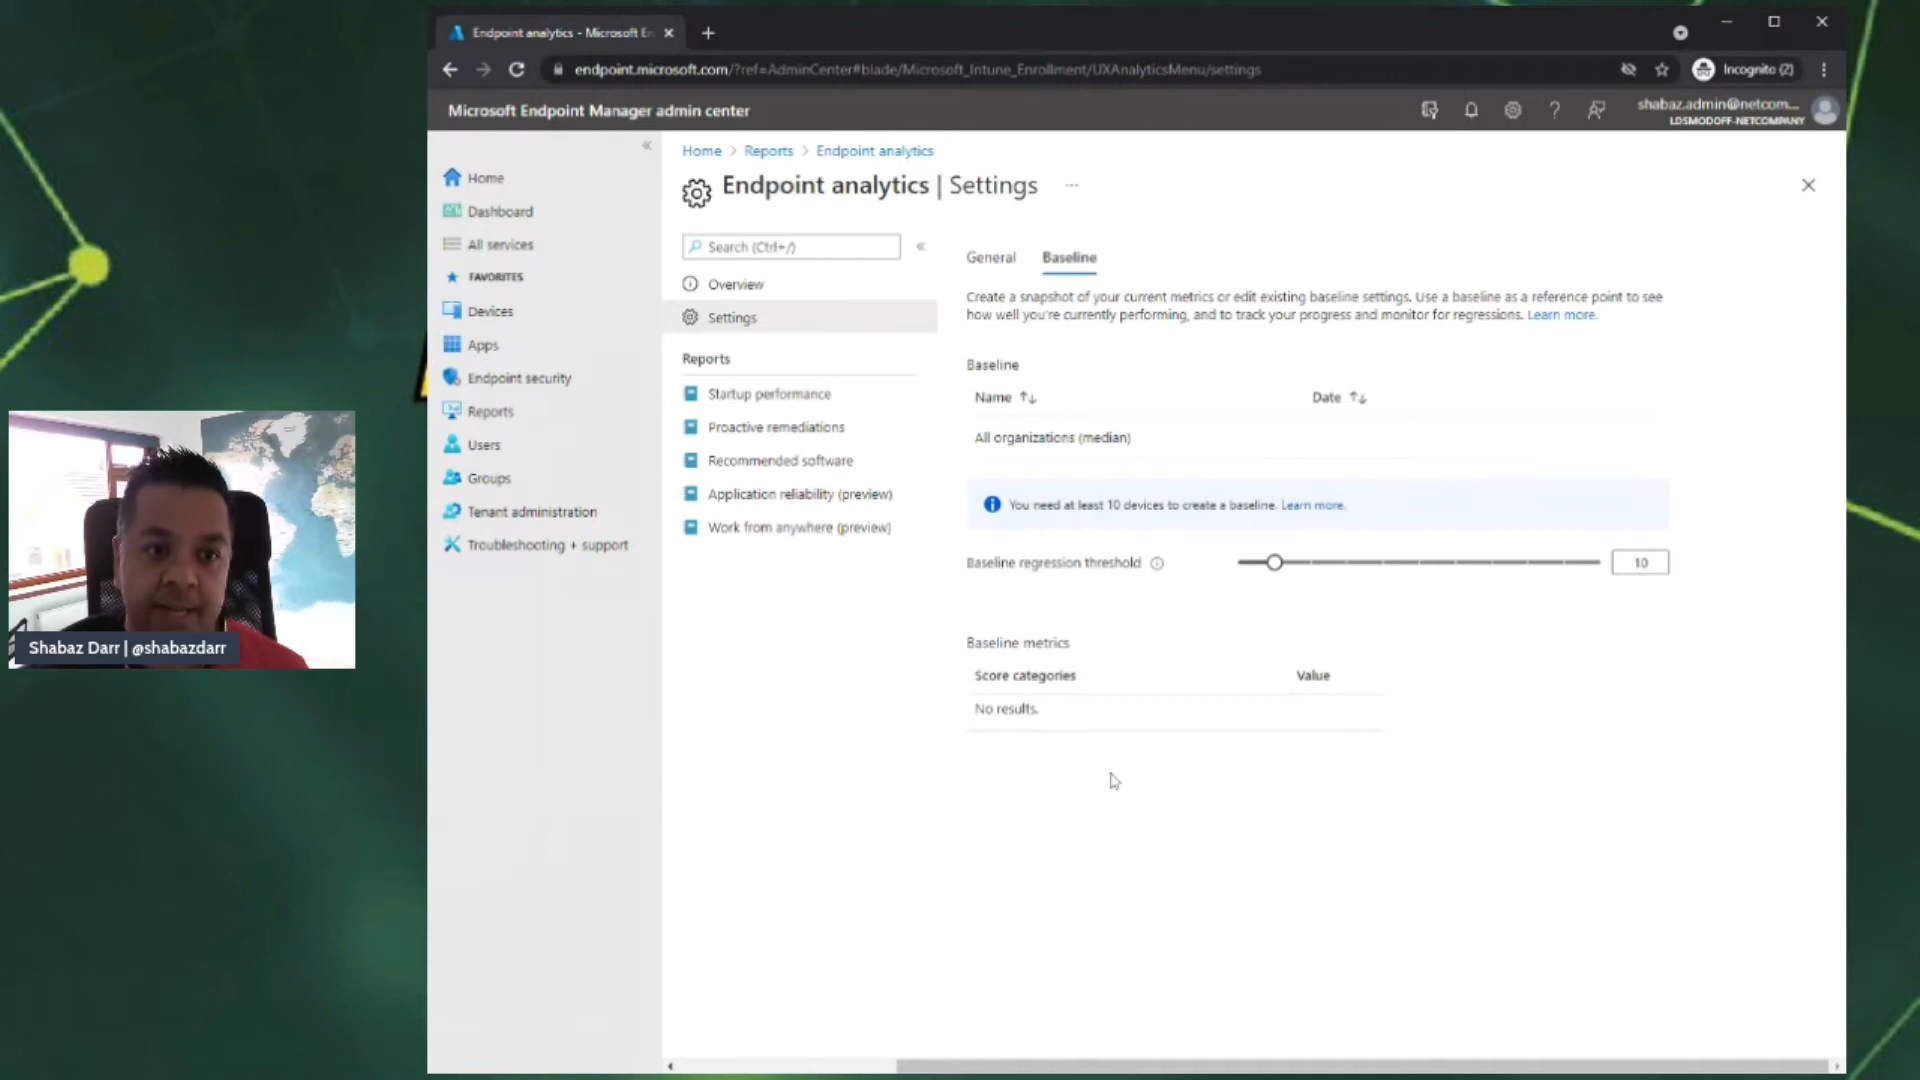 Endpoint analytics - Microsoft En
endpoint.microsoft.com/?ref=AdminCenter#blade/Microsoft_Intune_Enrollment/UXAnalyticsMenu/settings
Incognito (2)
Microsoft Endpoint Manager admin center
shabaz.admin@netcom...
LDSMODOFF-NETCOMPANY
Home
Dashboard
All services
FAVORITES
Devices
Apps
Endpoint security
Reports
Users
Groups
Tenant administration
Troubleshooting + support
Home > Reports > Endpoint analytics
Endpoint analytics | Settings ...
Search (Ctrl+/)
Overview
Settings
Reports
Startup performance
Proactive remediations
Recommended software
Application reliability (preview)
Work from anywhere (preview)
General Baseline
Create a snapshot of your current metrics or edit existing baseline settings. Use a baseline as a reference point to see
how well you're currently performing, and to track your progress and monitor for regressions. Learn more.
Baseline
Name Date
All organizations (median)
You need at least 10 devices to create a baseline. Learn more.
Baseline regression threshold 10
Baseline metrics
Score categories Value
No results.
Shabaz Darr | @shabazdarr